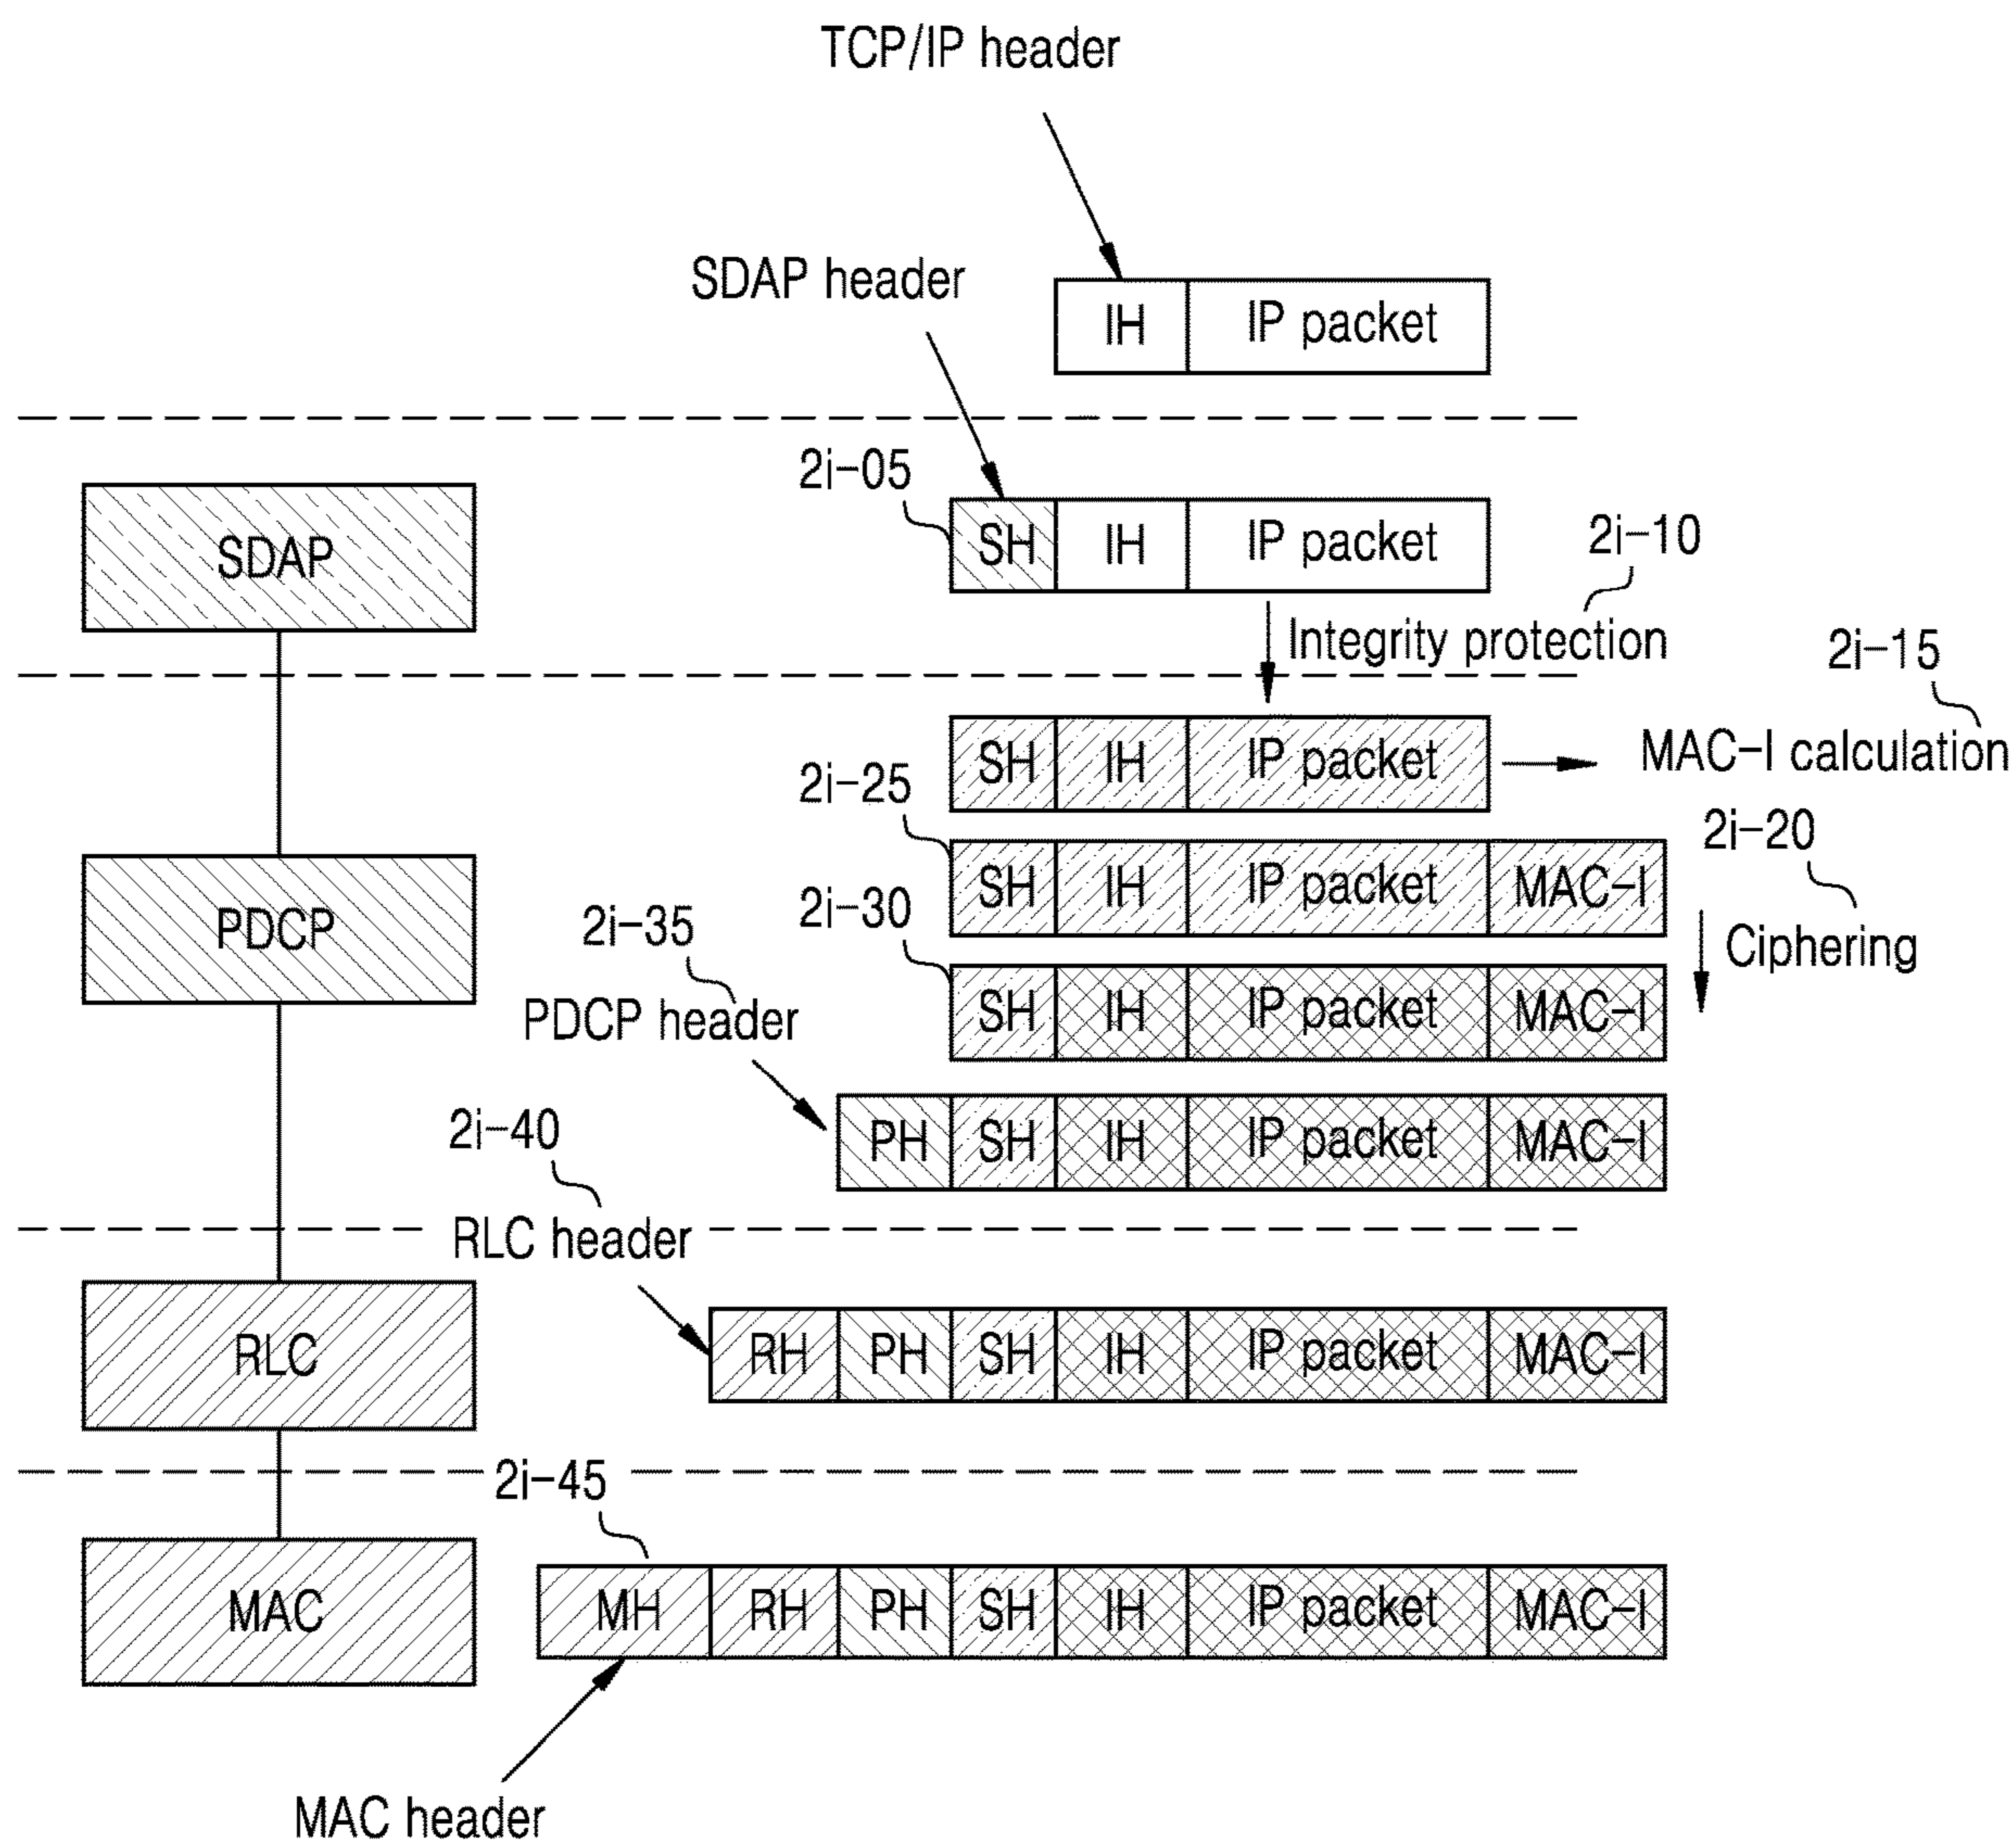 TCP/IP header
SDAP header
IH IP packet
2i-05
SDAP
SH IH IP packet
2i-10
Integrity protection
2i-15
SH IH IP packet
MAC-I calculation
2i-25
2i-20
SH IH IP packet MAC-I
PDCP
2i-30
2i-35
Ciphering
SH IH IP packet MAC-I
PDCP header
2i-40
PH SH IH IP packet MAC-I
RLC header
RLC
RH PH SH IH IP packet MAC-I
2i-45
MAC
MH RH PH SH IH IP packet MAC-I
MAC header